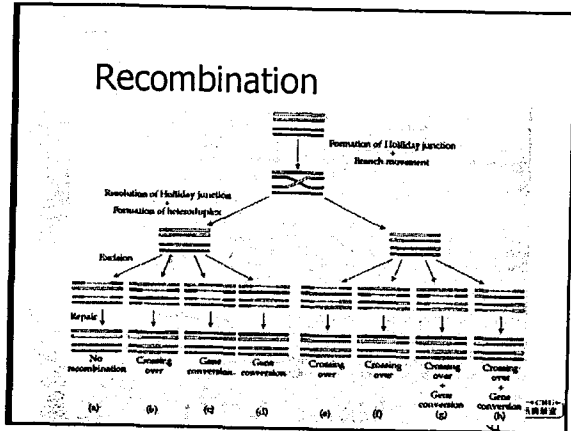 Recombination
Formation of Holliday junction
+
Branch movement
Resolution of Holliday junction
+
Formation of heteroduplex
Excision
Repair
No
recombination
Crossing
over
Gene
conversion
Gene
conversion
Crossing
over
Crossing
over
Crossing
over
+
Gene
conversion
Crossing
over
+
Gene
conversion
(a) (b) (c) (d) (e) (f) (g) (h)